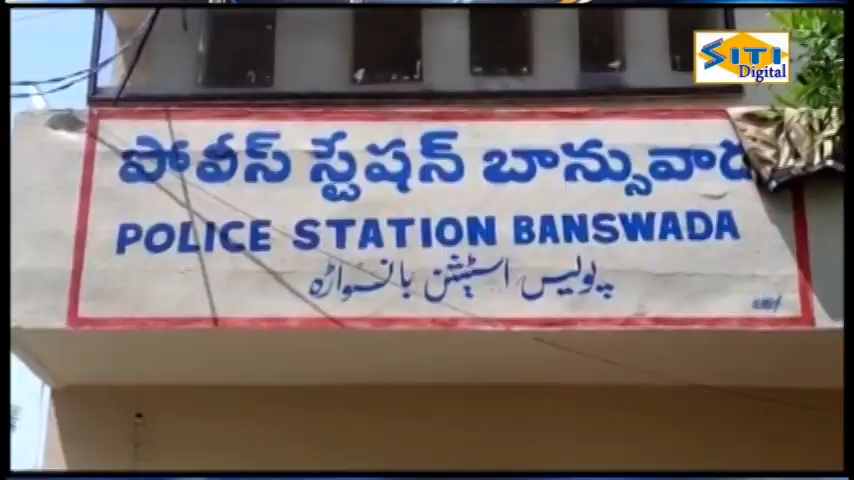 SITI
Digital
పోలీస్ స్టేషన్ బాన్సువాడ
POLICE STATION BANSWADA
پولیس اسٹیشن بانسواڑہ